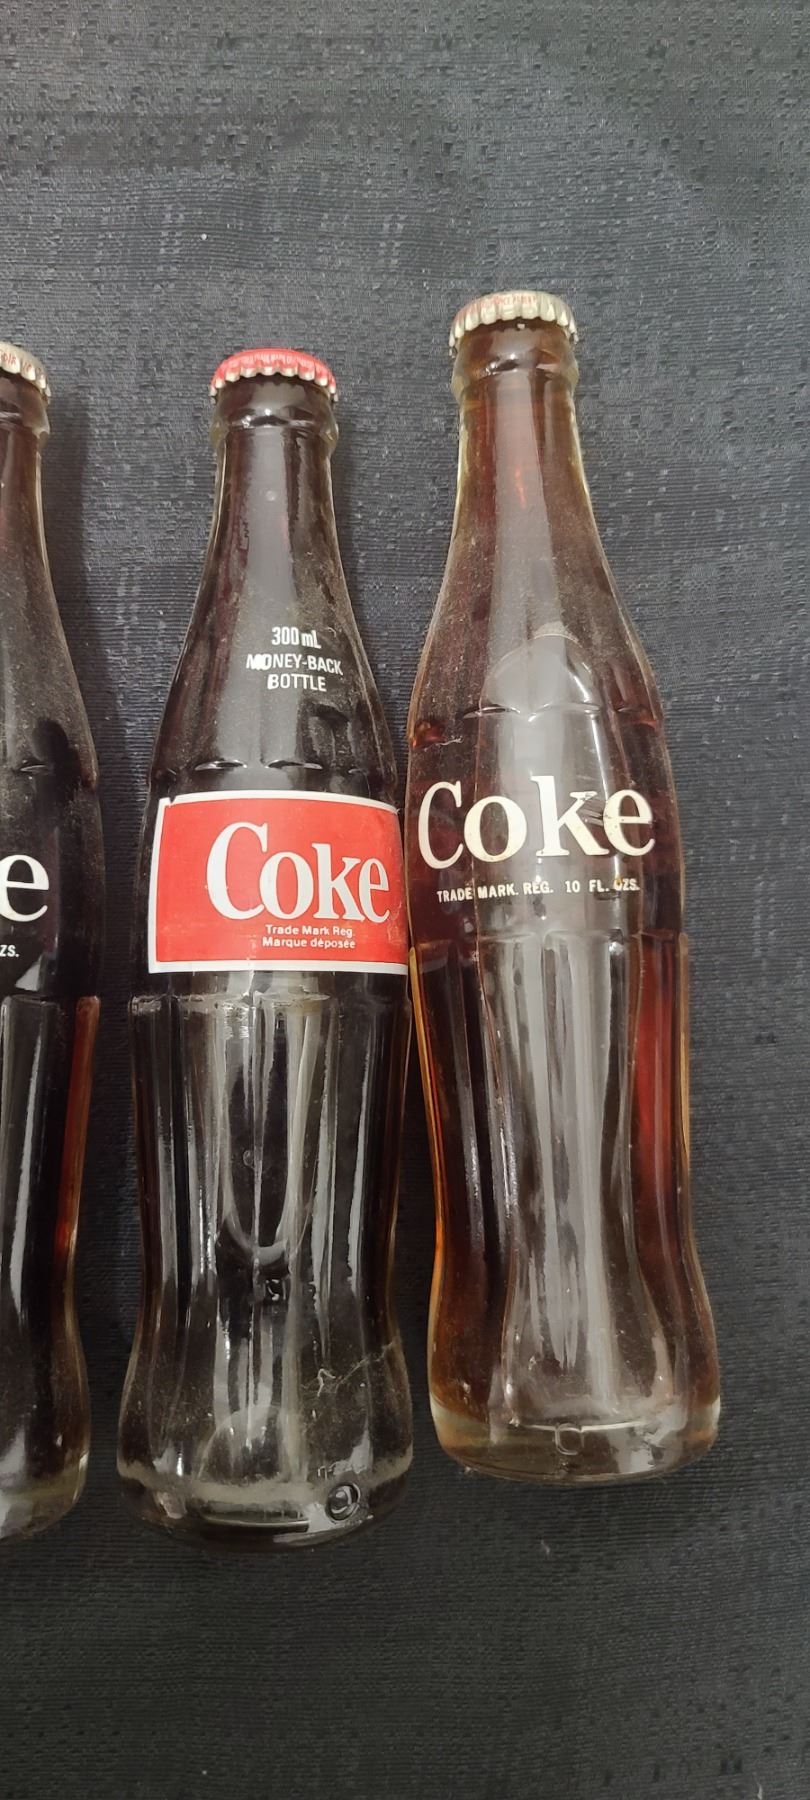 e
ZS.
300 mL
MONEY-BACK
BOTTLE
Coke
Trade Mark Reg.
Marque déposée
Coke
TRADE MARK. REG. 10 FL. OZS.